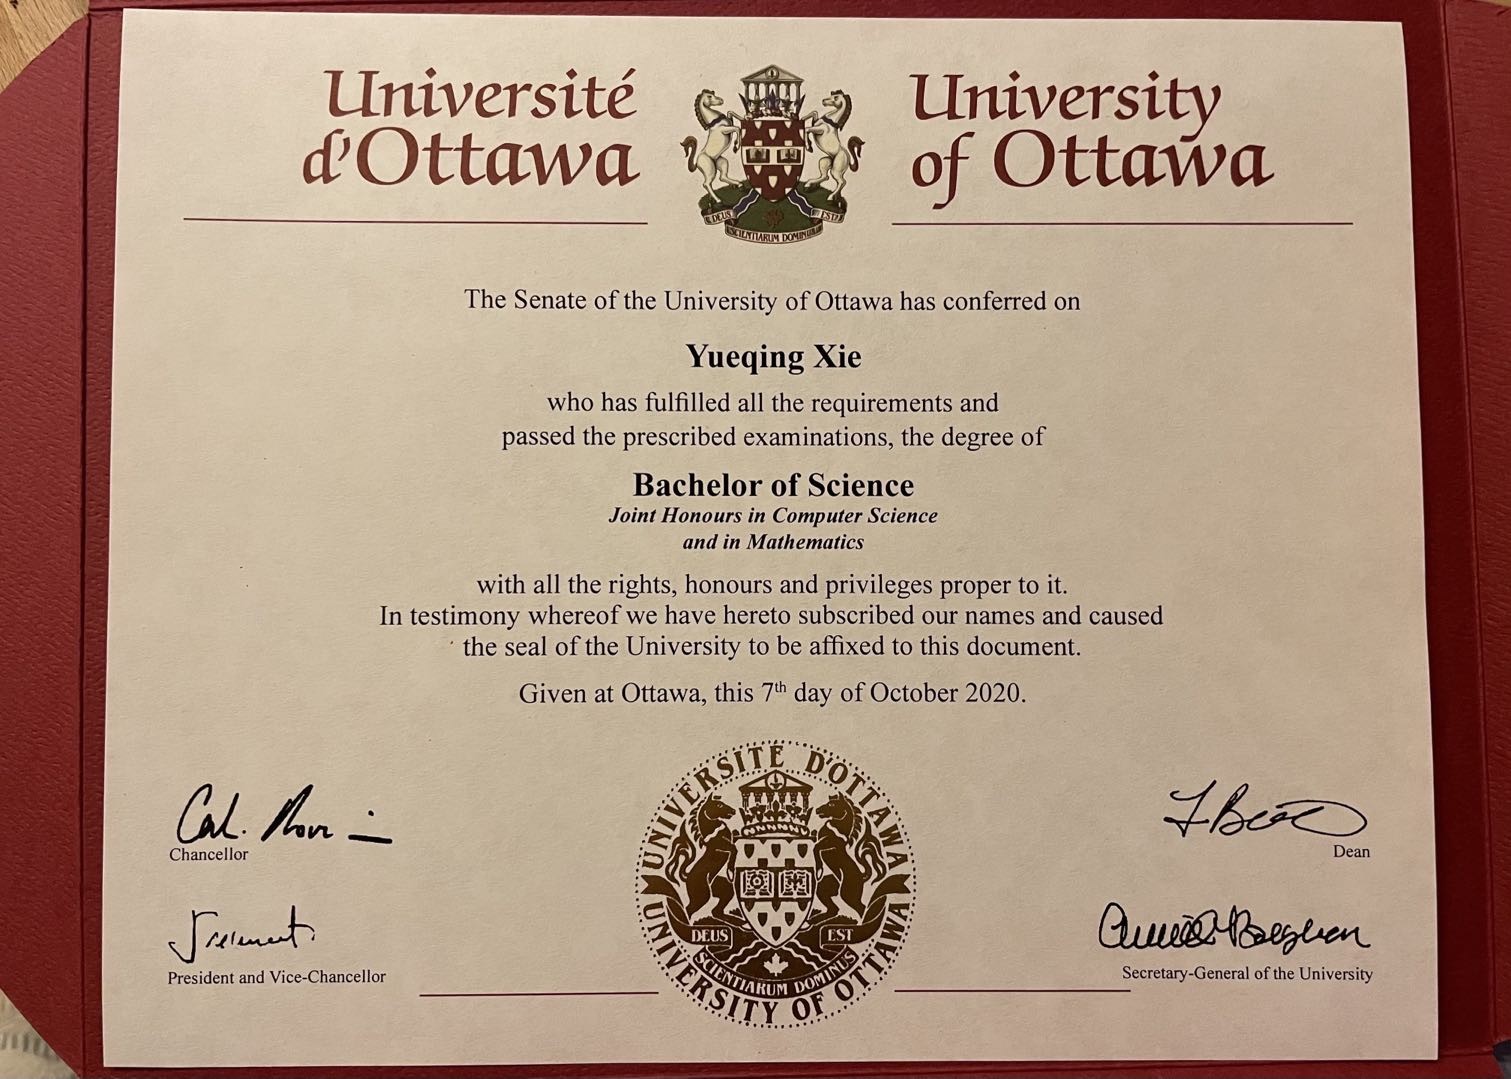 Université
d'Ottawa
University
of Ottawa
DEUS EST
SCIENTIARUM DOMINUS
The Senate of the University of Ottawa has conferred on
Yueqing Xie
who has fulfilled all the requirements and
passed the prescribed examinations, the degree of
Bachelor of Science
Joint Honours in Computer Science
and in Mathematics
with all the rights, honours and privileges proper to it.
In testimony whereof we have hereto subscribed our names and caused
the seal of the University to be affixed to this document.
Given at Ottawa, this 7th day of October 2020.
Chancellor
Dean
President and Vice-Chancellor
Secretary-General of the University
UNIVERSITÉ D'OTTAWA
UNIVERSITY OF OTTAWA
DEUS EST
SCIENTIARUM DOMINUS